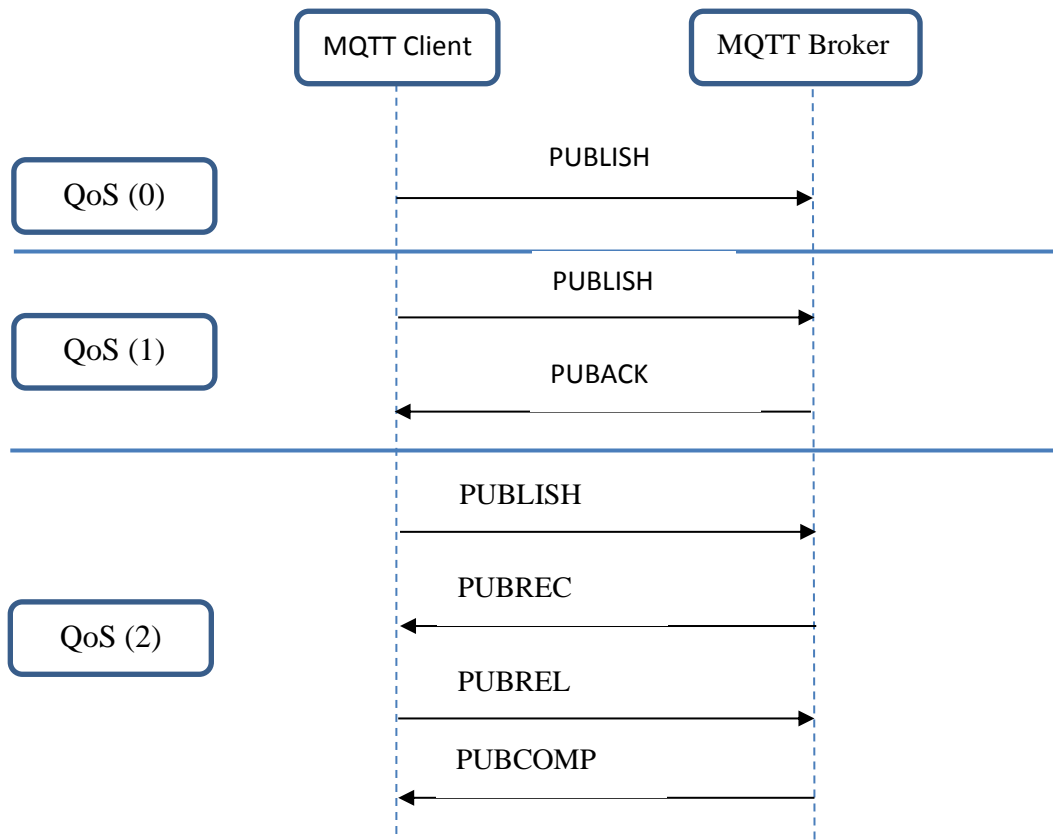 MQTT Client
MQTT Broker
PUBLISH
QoS (0)
PUBLISH
QoS (1)
PUBACK
PUBLISH
PUBREC
QoS (2)
PUBREL
PUBCOMP